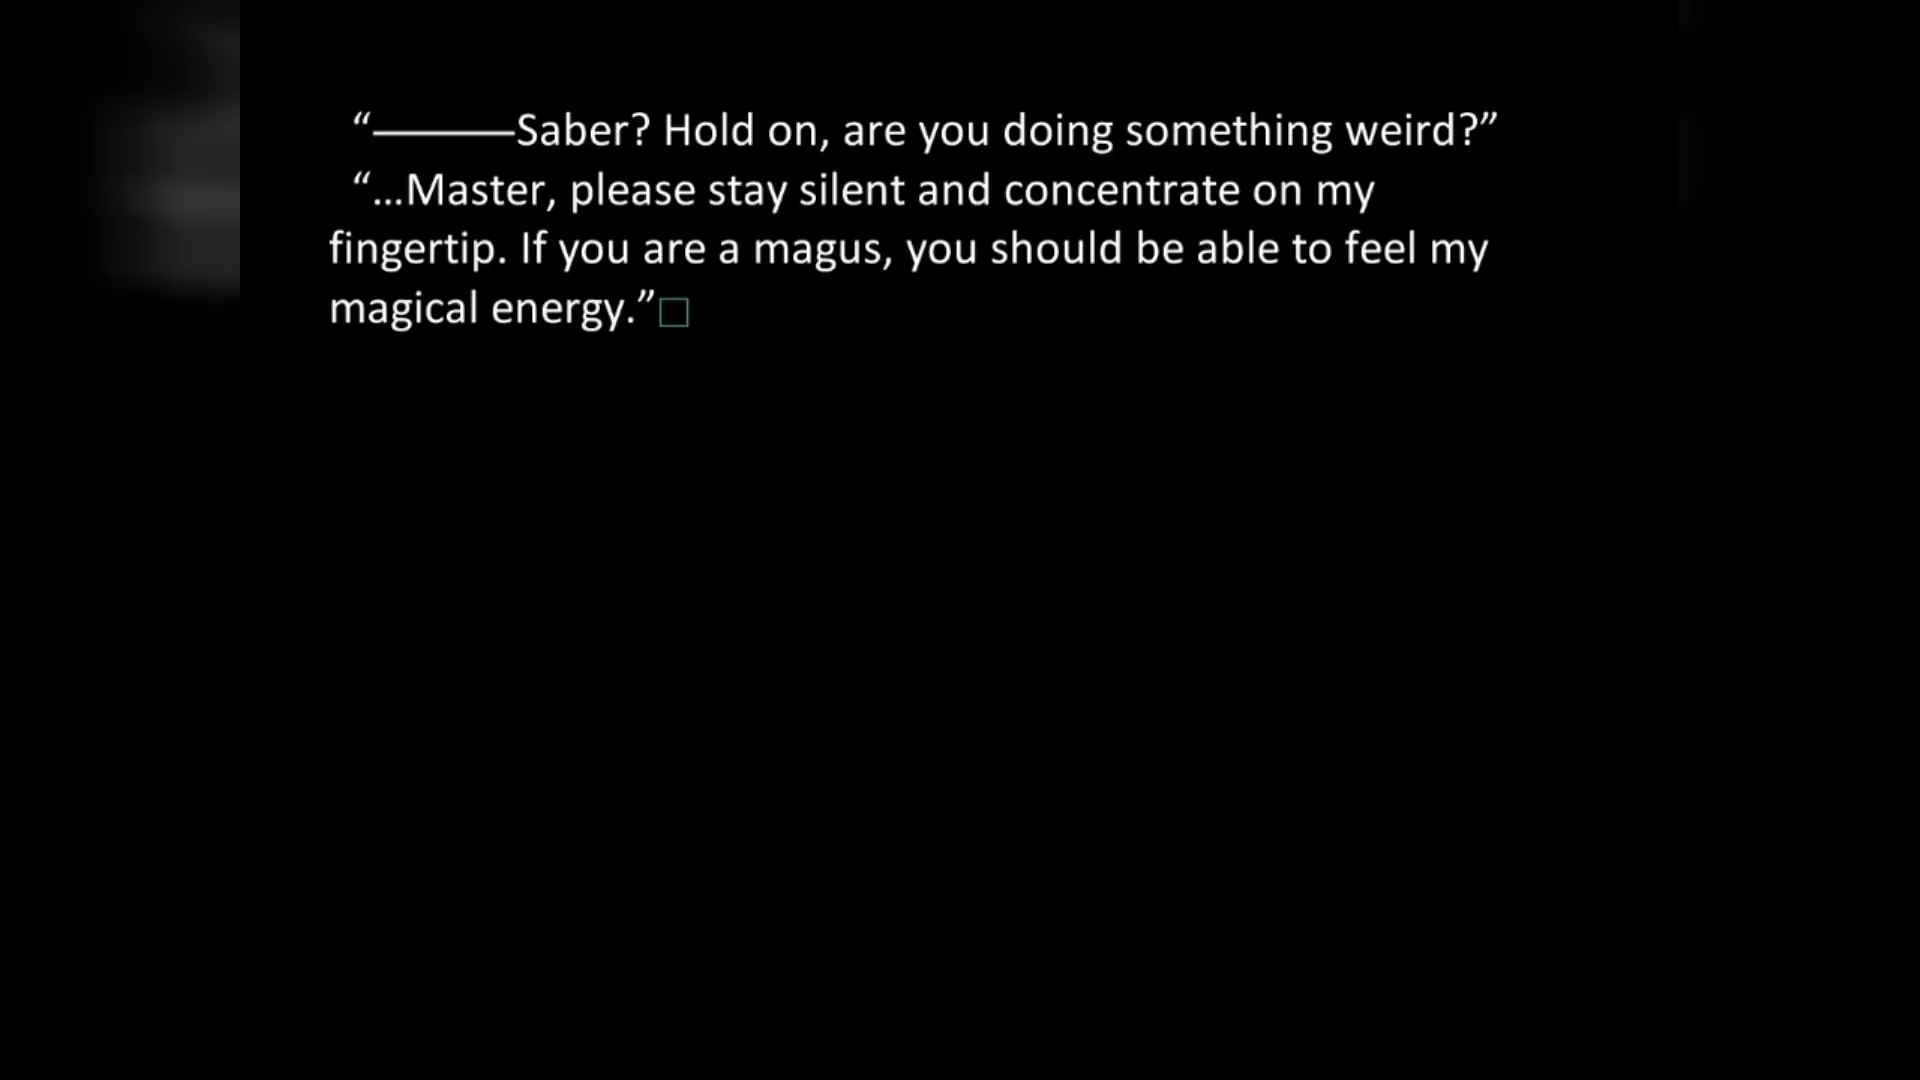 “————Saber? Hold on, are you doing something weird?”
“…Master, please stay silent and concentrate on my
fingertip. If you are a magus, you should be able to feel my
magical energy.”